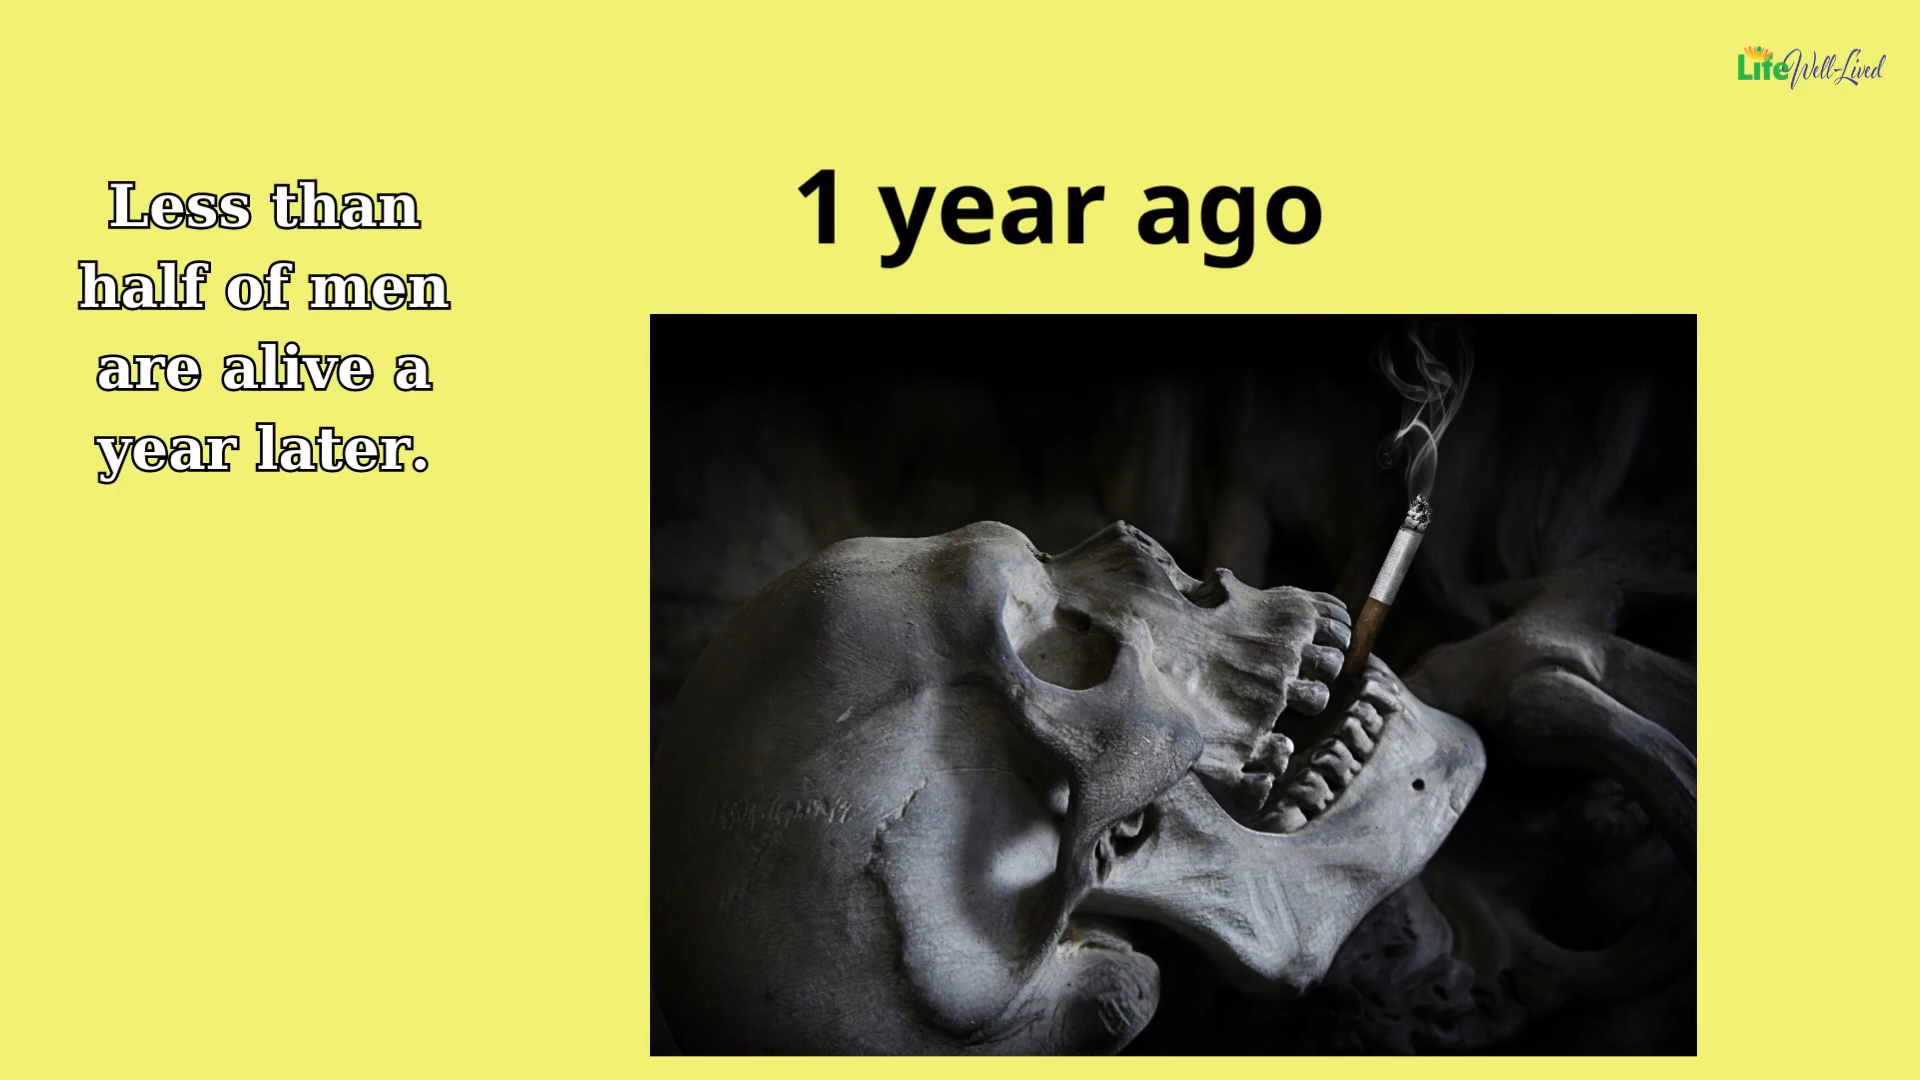 Life Well-Lived
1 year ago
Less than
half of men
are alive a
year later.